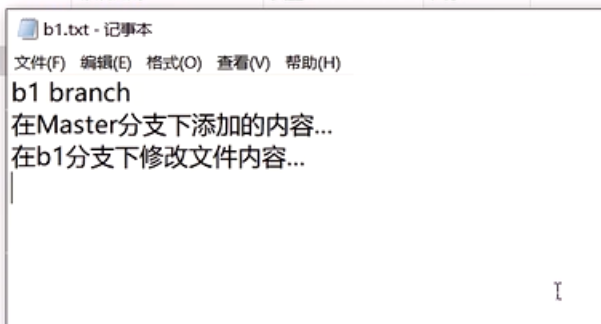 b1.txt - 记事本
文件(F) 编辑(E) 格式(O) 查看(V) 帮助(H)
b1 branch
在Master分支下添加的内容...
在b1分支下修改文件内容...